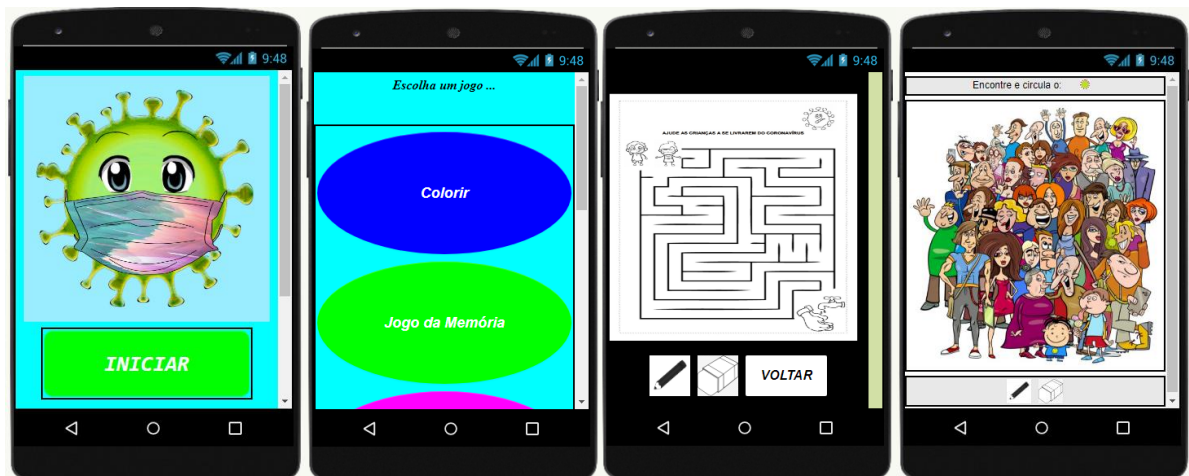 9:48
INICIAR
9:48
Escolha um jogo ...
Colorir
Jogo da Memória
9:48
AJUDE AS CRIANÇAS A SE LIVRAREM DO CORONAVÍRUS
VOLTAR
9:48
Encontre e circula o: